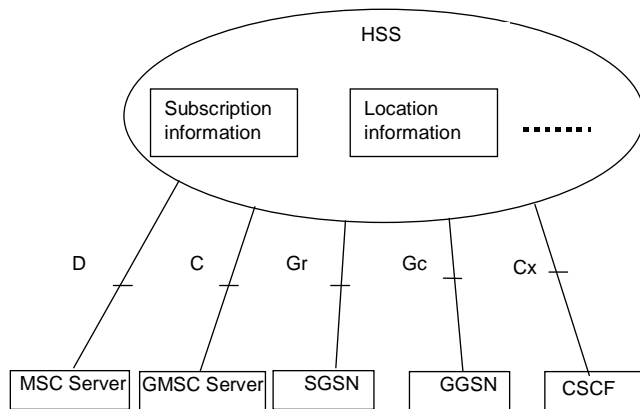 HSS
Subscription
information
Location
information
D
C
Gr
Gc
Cx
MSC Server
GMSC Server
SGSN
GGSN
CSCF